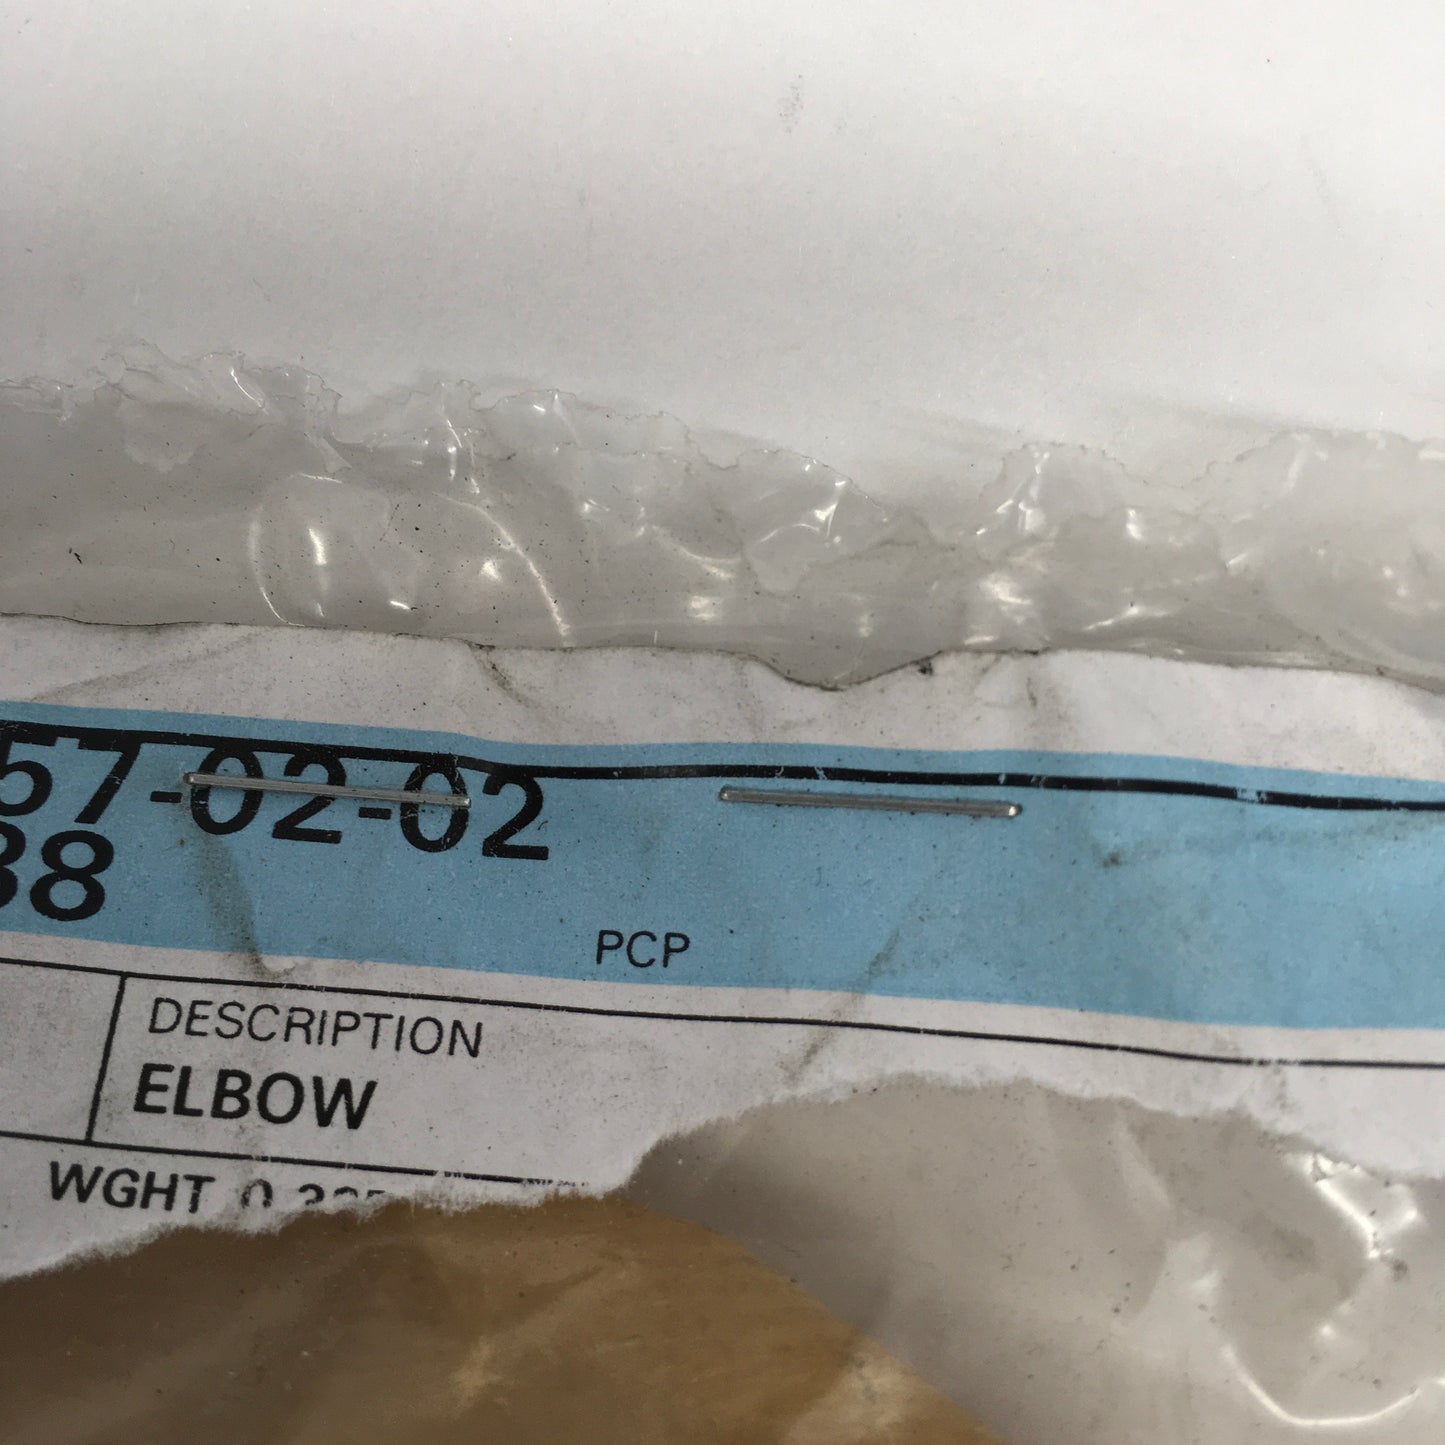 57-02-02
38
PCP
DESCRIPTION
ELBOW
WGHT